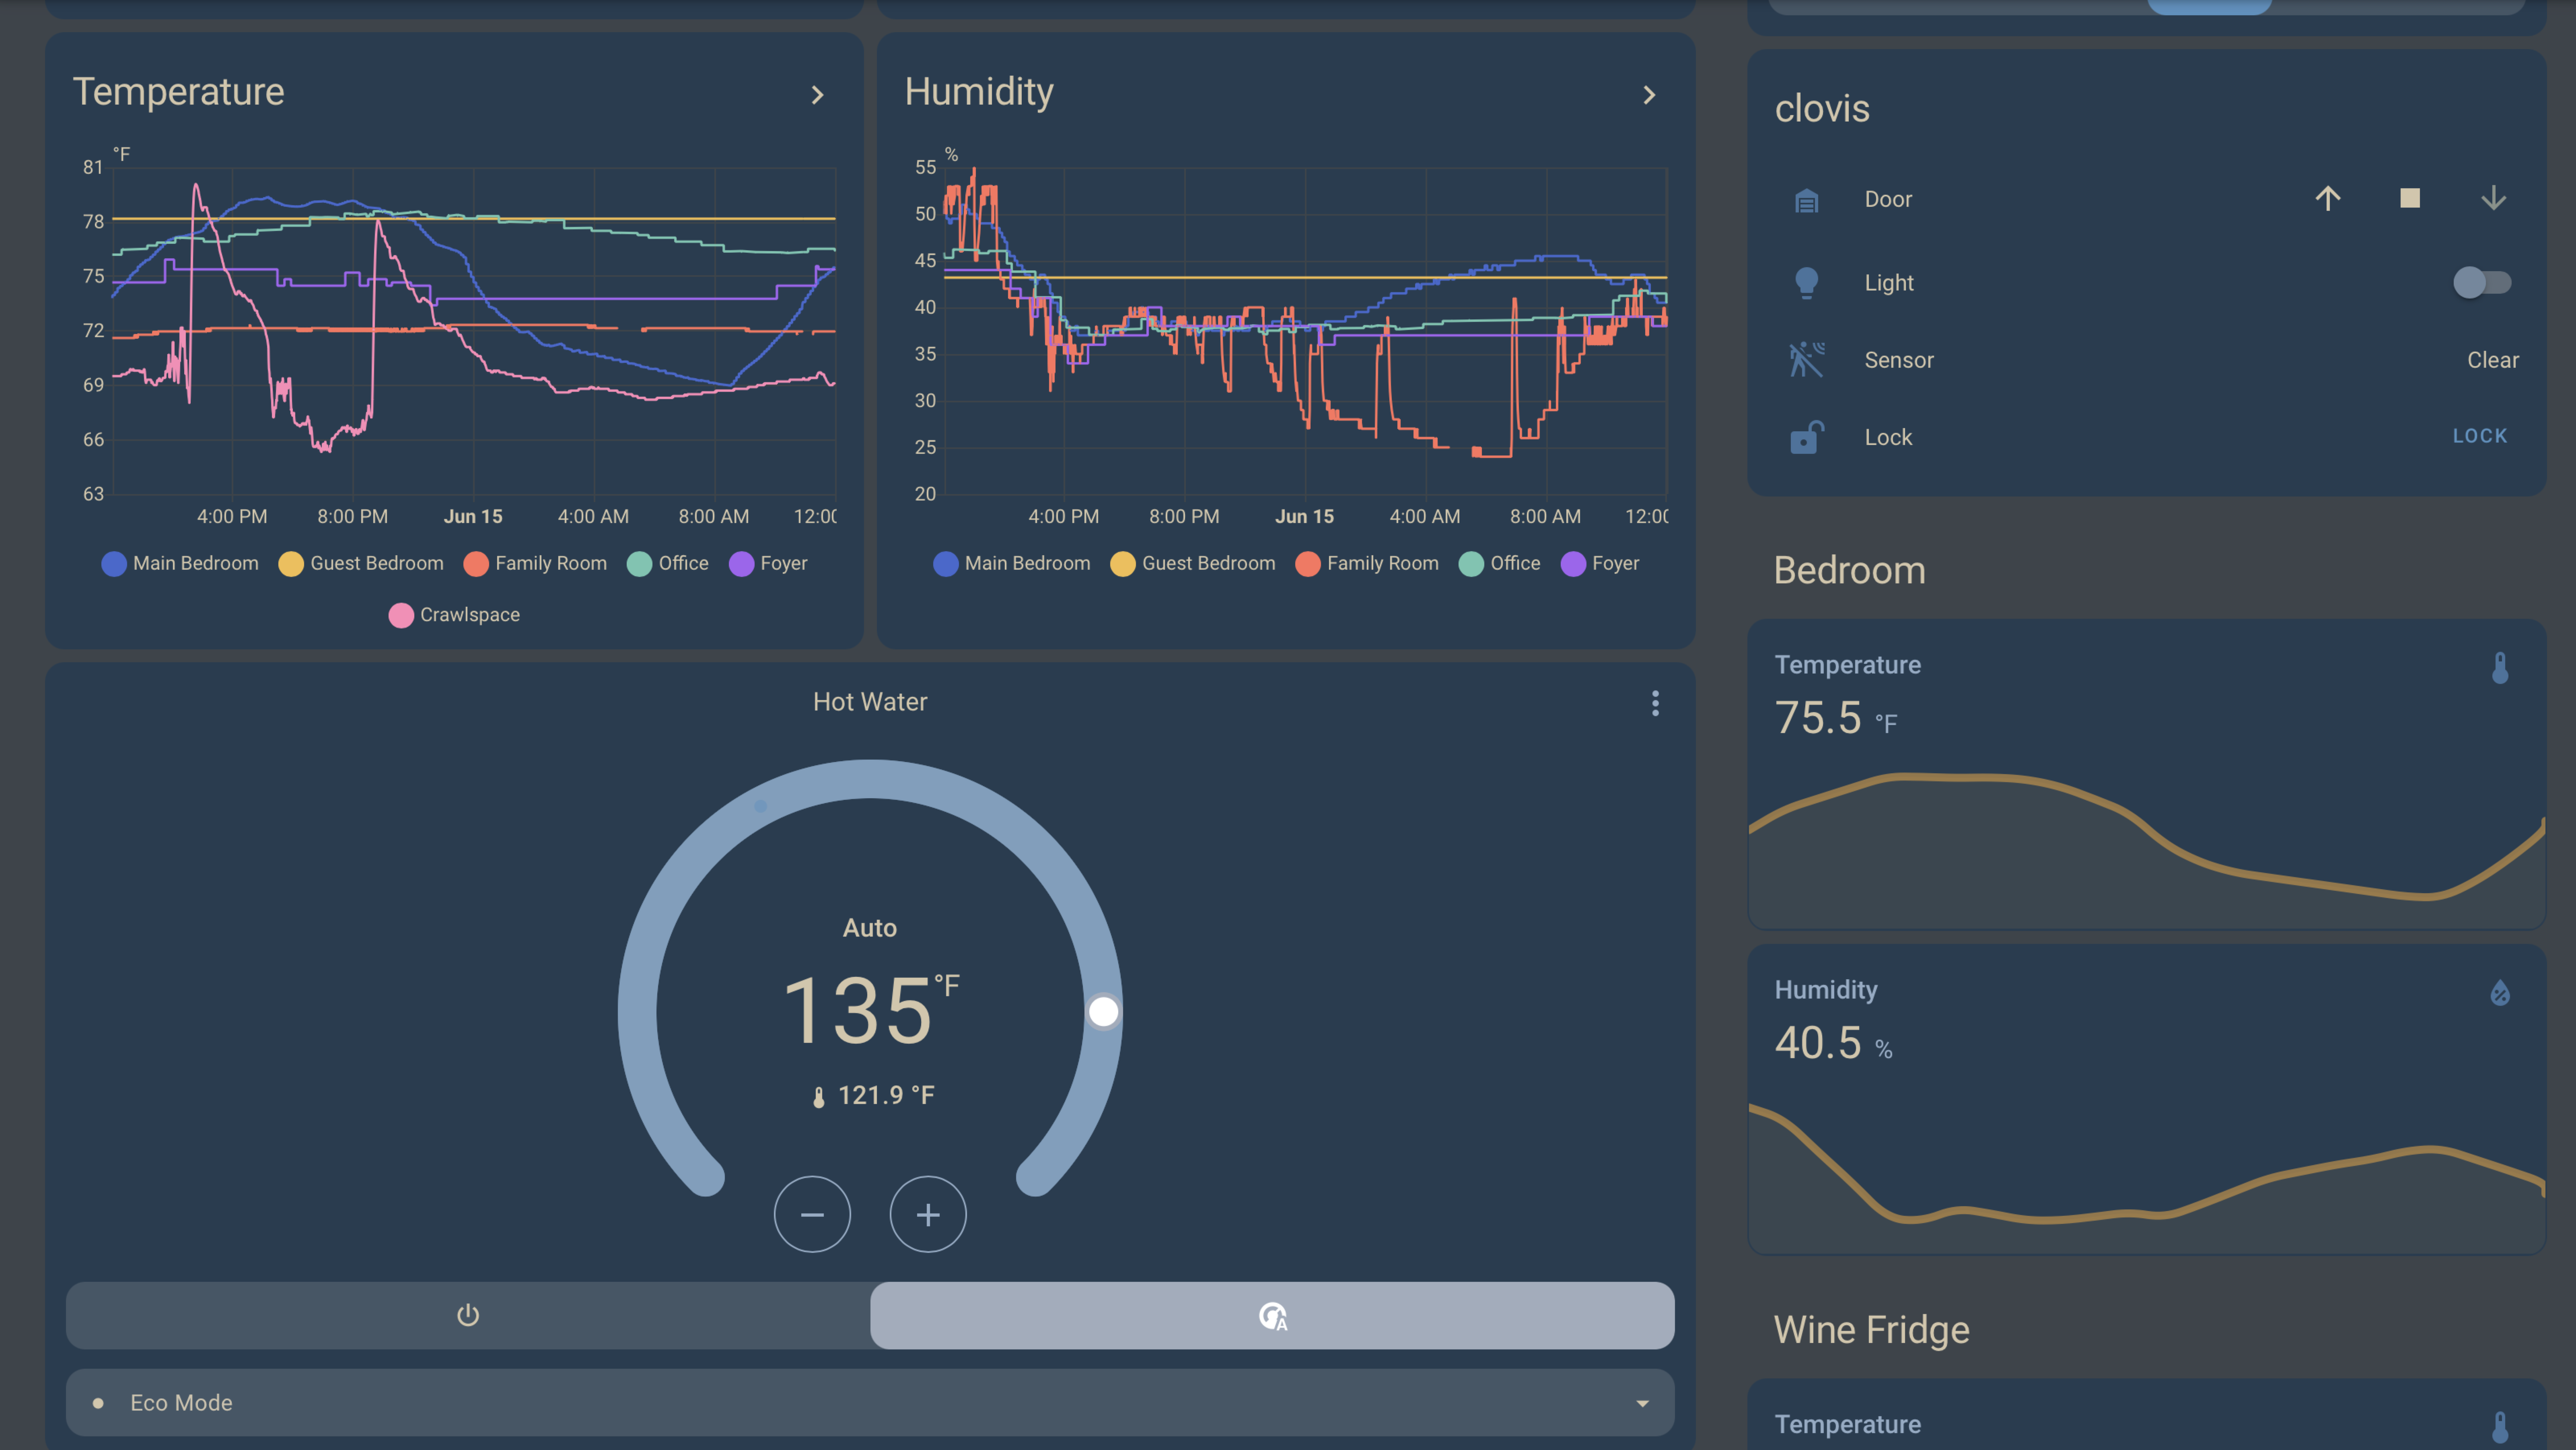 Temperature
°F
81
78
75
72
69
66
63
4:00 PM 8:00 PM Jun 15 4:00 AM 8:00 AM 12:00
Main Bedroom Guest Bedroom Family Room Office Foyer
Crawlspace
Humidity
%
55
50
45
40
35
30
25
20
4:00 PM 8:00 PM Jun 15 4:00 AM 8:00 AM 12:00
Main Bedroom Guest Bedroom Family Room Office Foyer
Hot Water
Auto
135 °F
121.9 °F
A
Eco Mode
clovis
Door
Light
Sensor Clear
Lock LOCK
Bedroom
Temperature
75.5 °F
Humidity
40.5 %
Wine Fridge
Temperature